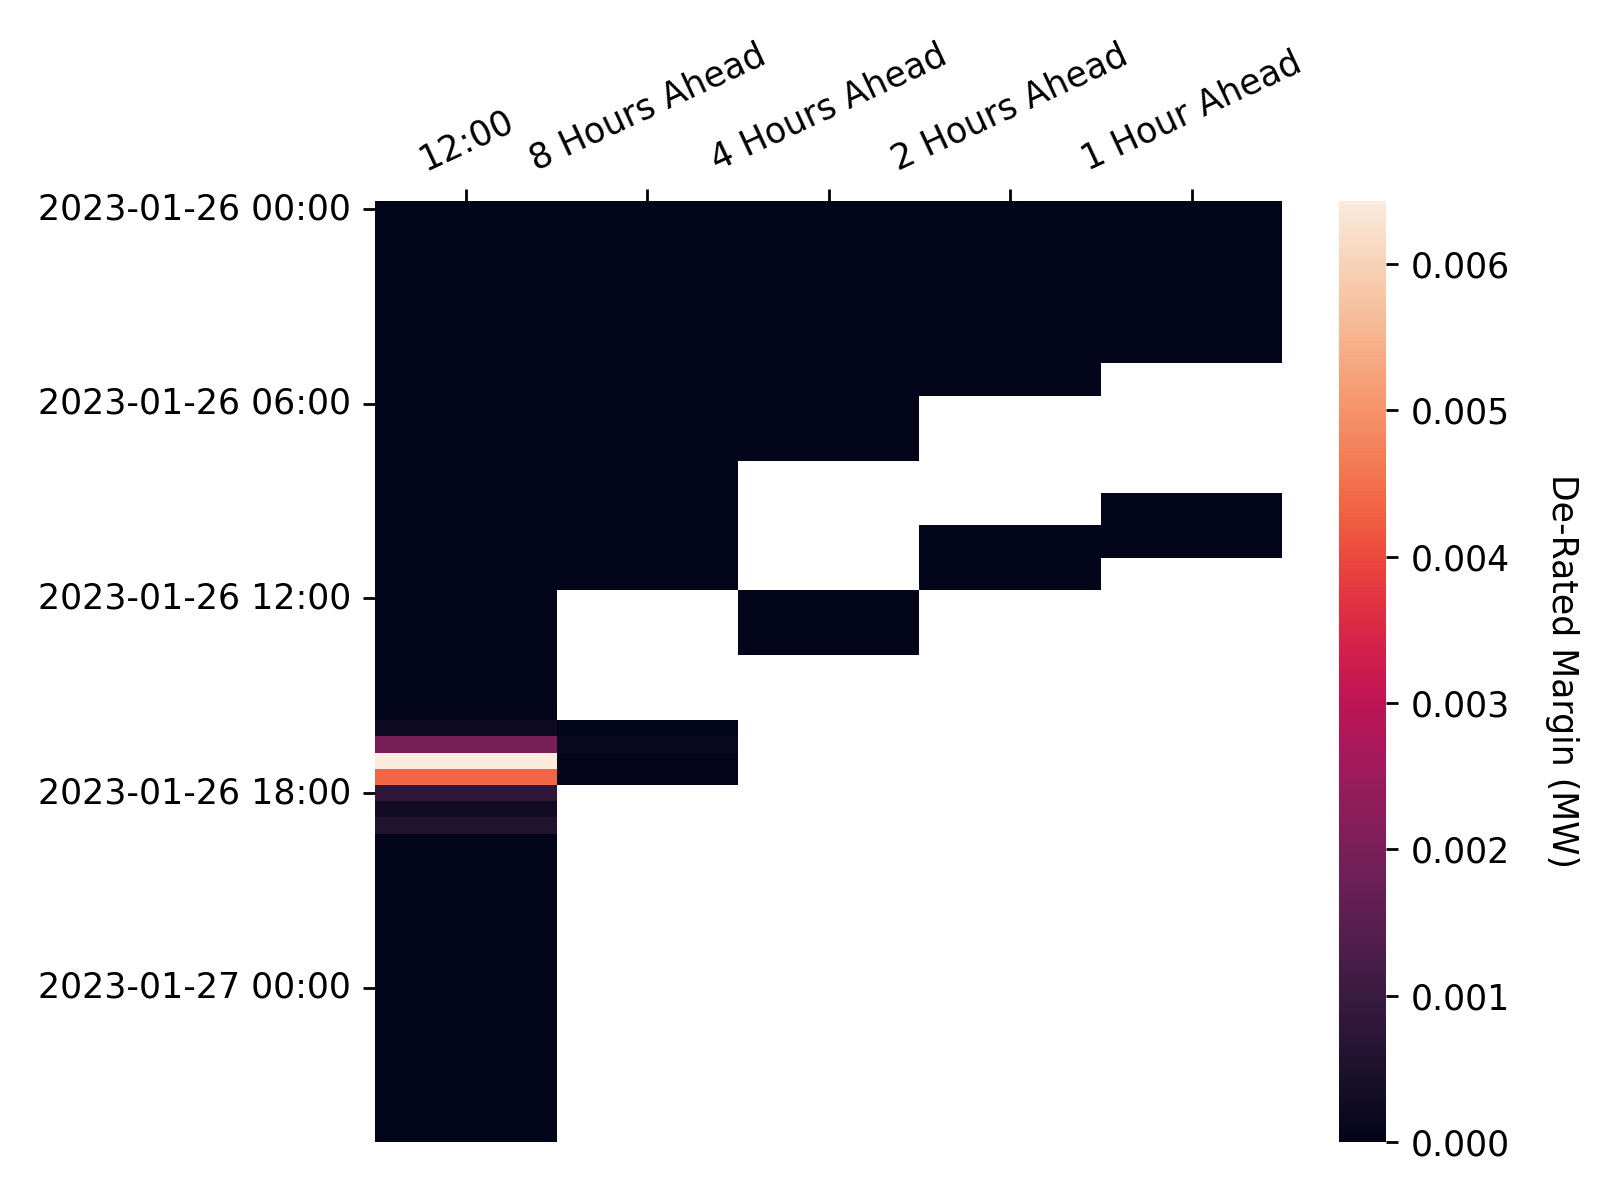 12:00
8 Hours Ahead
4 Hours Ahead
2 Hours Ahead
1 Hour Ahead
2023-01-26 00:00
2023-01-26 06:00
2023-01-26 12:00
2023-01-26 18:00
2023-01-27 00:00
0.006
0.005
0.004
0.003
0.002
0.001
0.000
De-Rated Margin (MW)